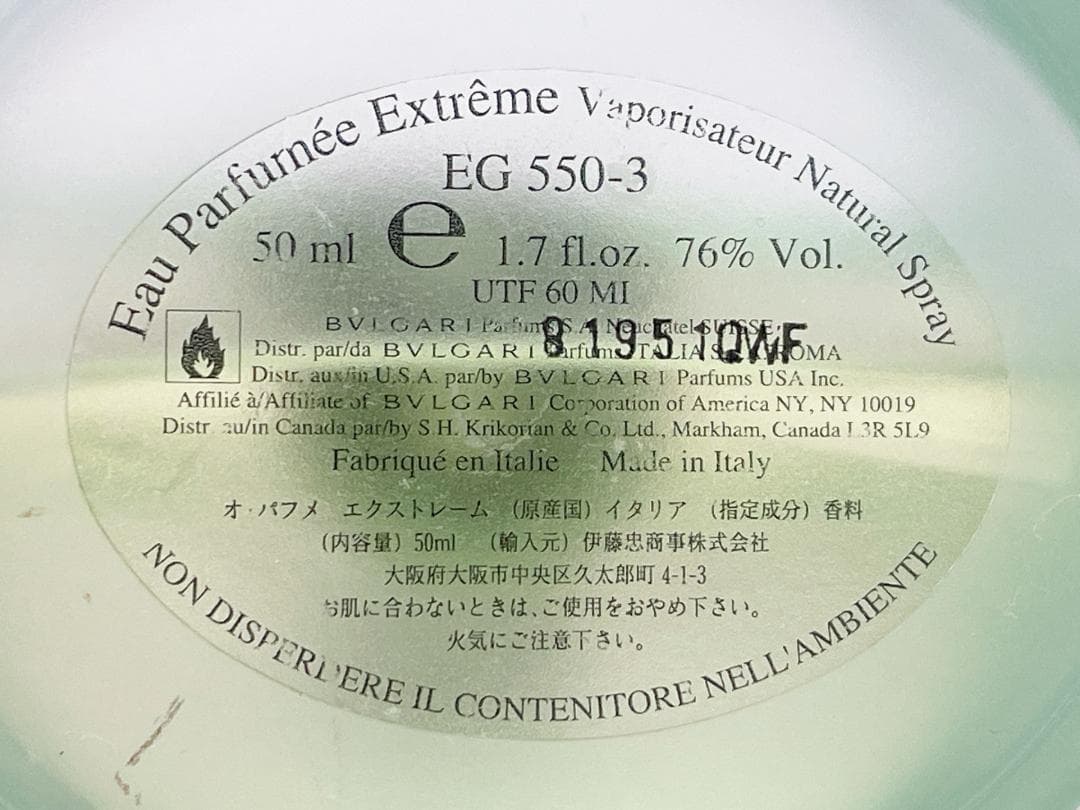 Eau Parfumée Extrême Vaporisateur Natural Spray
EG 550-3
50 ml e 1.7 fl.oz. 76% Vol.
UTF 60 MI
BVLGARI Parfums S.A. Neuchatel SUISSE
81951QWF
Distr. par/da BVLGARI Parfums ITALIA S. ROMA
Distr. aux/in U.S.A. par/by BVLGARI Parfums USA Inc.
Affilié à/Affiliate of BVLGARI Corporation of America NY, NY 10019
Distr. au/in Canada par/by S.H. Krikorian & Co. Ltd., Markham, Canada L3R 5L9
Fabriqué en Italie Made in Italy
オ・パフメ エクストレーム (原産国) イタリア (指定成分) 香料
(内容量) 50ml (輸入元) 伊藤忠商事株式会社
大阪府大阪市中央区久太郎町 4-1-3
お肌に合わないときは、ご使用をおやめ下さい。
火気にご注意下さい。
NON DISPERDERE IL CONTENITORE NELL'AMBIENTE